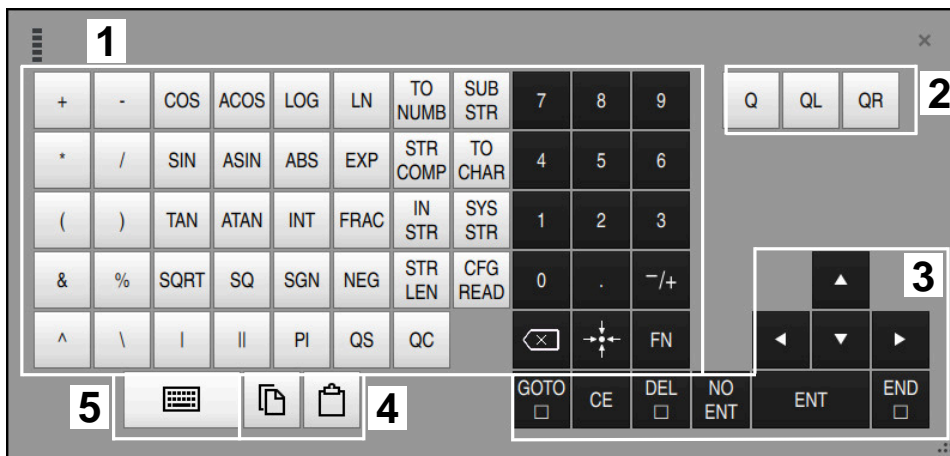 1
×
+ - COS ACOS LOG LN TO NUMB SUB STR 7 8 9 Q QL QR 2
* / SIN ASIN ABS EXP STR COMP TO CHAR 4 5 6
( ) TAN ATAN INT FRAC IN STR SYS STR 1 2 3
& % SQRT SQ SGN NEG STR LEN CFG READ 0 . -/+ 3
^ \ | || PI QS QC FN
5 4 GOTO □ CE DEL □ NO ENT ENT END □